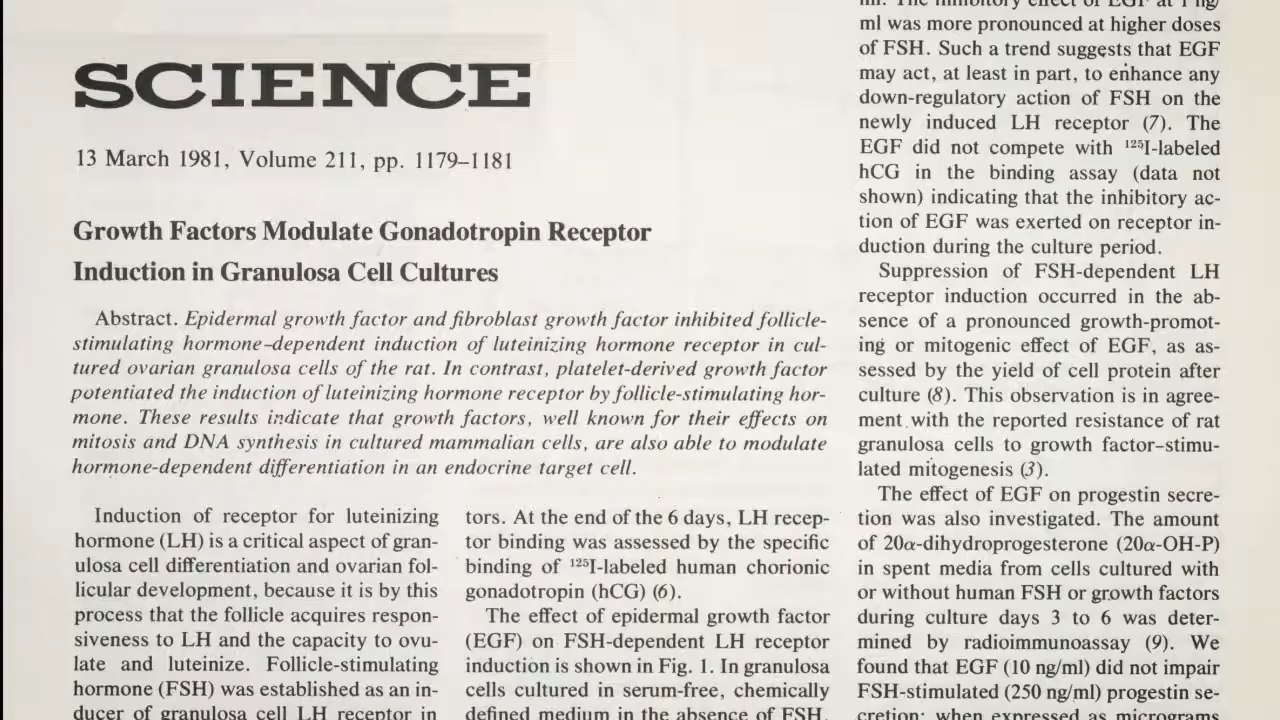 SCIENCE
13 March 1981, Volume 211, pp. 1179–1181
Growth Factors Modulate Gonadotropin Receptor
Induction in Granulosa Cell Cultures
Abstract. Epidermal growth factor and fibroblast growth factor inhibited follicle-
stimulating hormone–dependent induction of luteinizing hormone receptor in cul-
tured ovarian granulosa cells of the rat. In contrast, platelet-derived growth factor
potentiated the induction of luteinizing hormone receptor by follicle-stimulating hor-
mone. These results indicate that growth factors, well known for their effects on
mitosis and DNA synthesis in cultured mammalian cells, are also able to modulate
hormone-dependent differentiation in an endocrine target cell.
Induction of receptor for luteinizing
hormone (LH) is a critical aspect of gran-
ulosa cell differentiation and ovarian fol-
licular development, because it is by this
process that the follicle acquires respon-
siveness to LH and the capacity to ovu-
late and luteinize. Follicle-stimulating
hormone (FSH) was established as an in-
ducer of granulosa cell LH receptor in
tors. At the end of the 6 days, LH recep-
tor binding was assessed by the specific
binding of ¹²⁵I-labeled human chorionic
gonadotropin (hCG) (6).
The effect of epidermal growth factor
(EGF) on FSH-dependent LH receptor
induction is shown in Fig. 1. In granulosa
cells cultured in serum-free, chemically
defined medium in the absence of FSH,
ml. The inhibitory effect of EGF at 1 ng/
ml was more pronounced at higher doses
of FSH. Such a trend suggests that EGF
may act, at least in part, to enhance any
down-regulatory action of FSH on the
newly induced LH receptor (7). The
EGF did not compete with ¹²⁵I-labeled
hCG in the binding assay (data not
shown) indicating that the inhibitory ac-
tion of EGF was exerted on receptor in-
duction during the culture period.
Suppression of FSH-dependent LH
receptor induction occurred in the ab-
sence of a pronounced growth-promot-
ing or mitogenic effect of EGF, as as-
sessed by the yield of cell protein after
culture (8). This observation is in agree-
ment with the reported resistance of rat
granulosa cells to growth factor–stimu-
lated mitogenesis (3).
The effect of EGF on progestin secre-
tion was also investigated. The amount
of 20α-dihydroprogesterone (20α-OH-P)
in spent media from cells cultured with
or without human FSH or growth factors
during culture days 3 to 6 was deter-
mined by radioimmunoassay (9). We
found that EGF (10 ng/ml) did not impair
FSH-stimulated (250 ng/ml) progestin se-
cretion; when expressed as micrograms